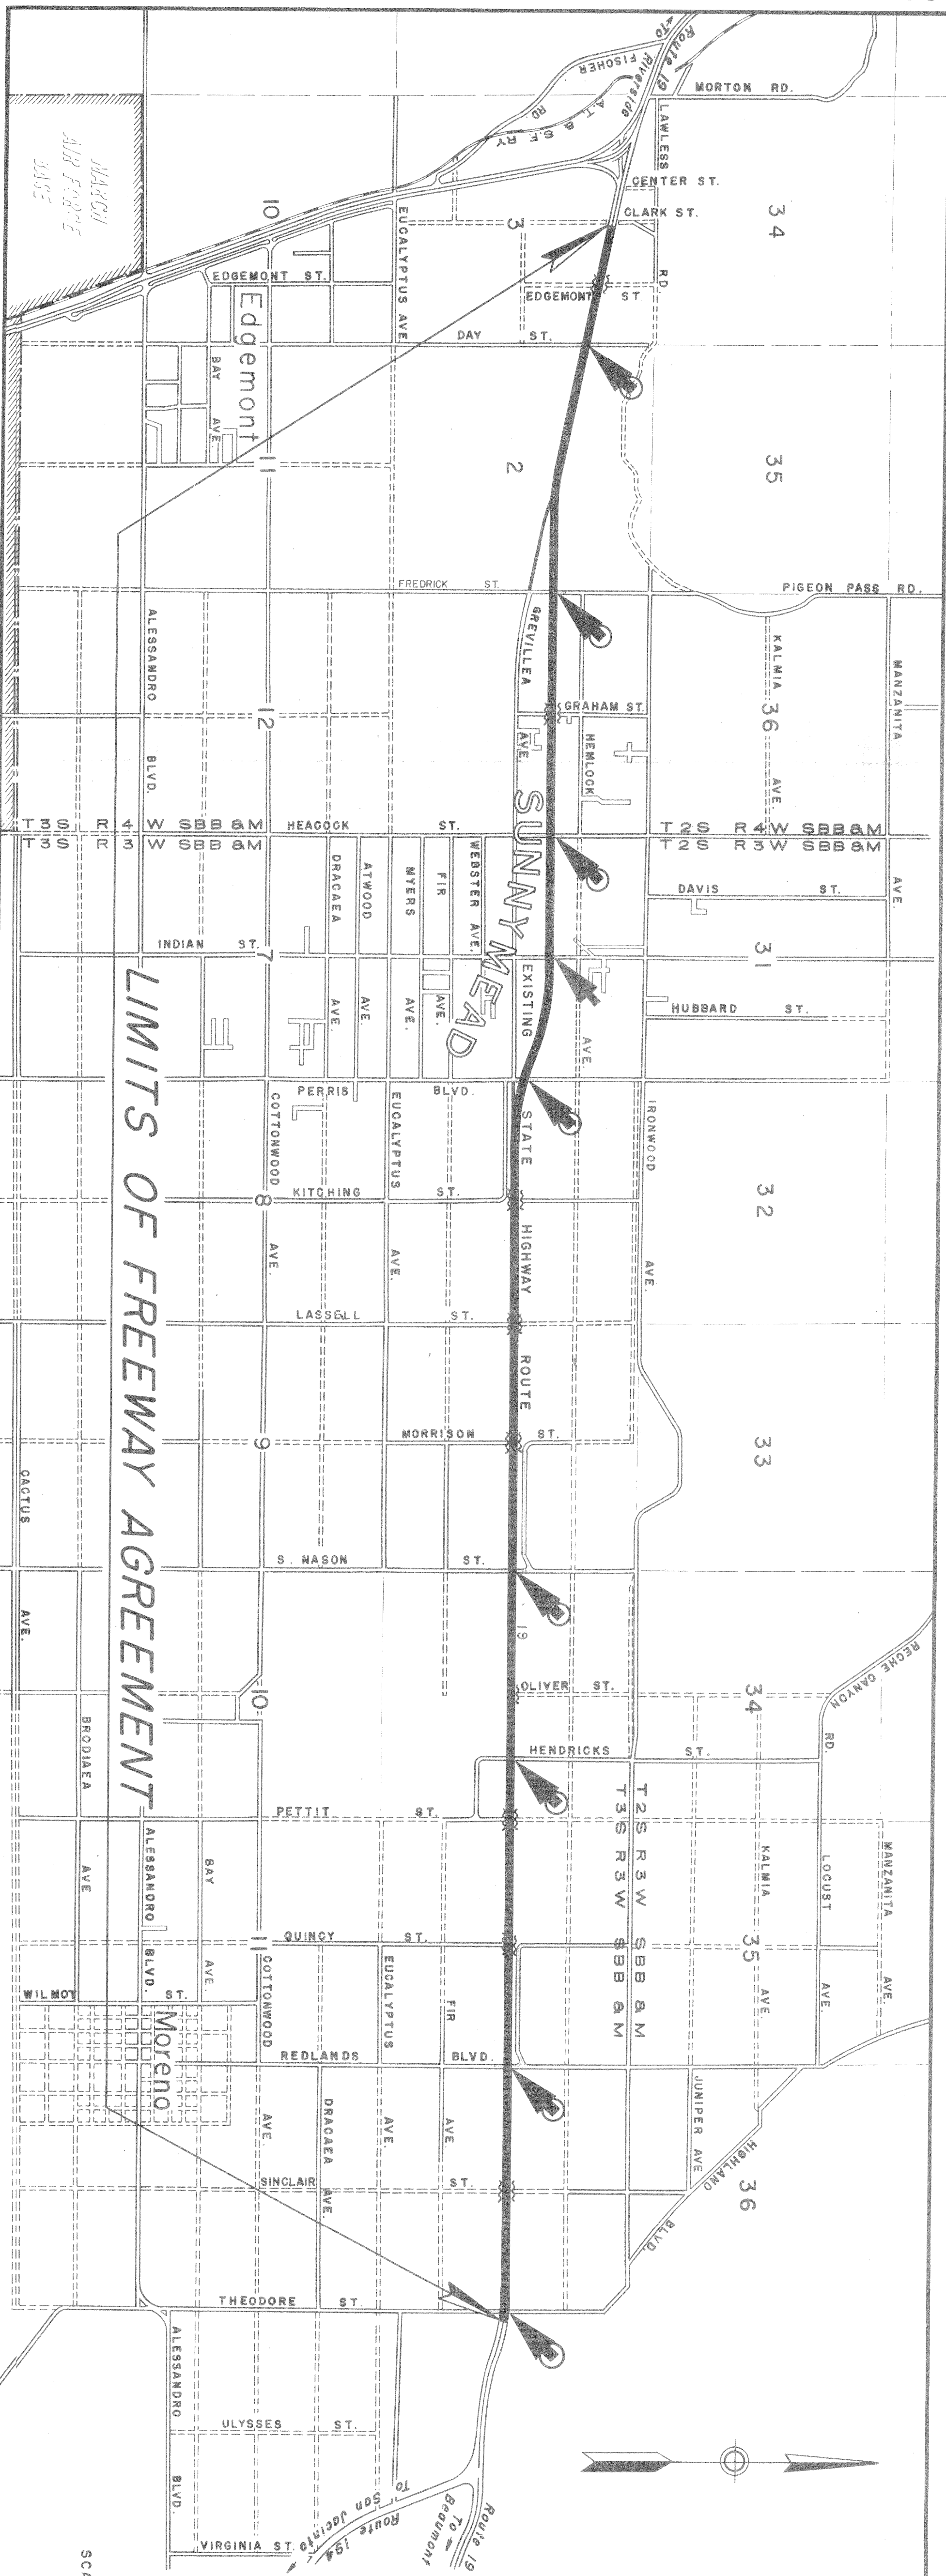 Route 19
TO Riverside
FISCHER
RD.
A.T. & S.F. RY
MORTON RD.
LAWLESS
RD.
CENTER ST.
CLARK ST.
34
3
10
MARCH
AIR FORCE
BASE
EDGEMONT ST.
EDGEMONT ST
Edgemont
EUCALYPTUS AVE
DAY ST.
BAY AVE.
11
2
35
FREDRICK ST.
PIGEON PASS RD.
GREVILLEA
AVE.
ALESSANDRO
BLVD.
12
GRAHAM ST.
HEMLOCK
AVE.
KALMIA
AVE.
36
MANZANITA
AVE.
SUNNYMEAD
T3S R4W SBB&M
T3S R3W SBB&M
HEACOCK ST.
T2S R4W SBB&M
T2S R3W SBB&M
DRACAEA
AVE.
ATWOOD
AVE.
MYERS
AVE.
FIR
AVE.
WEBSTER AVE.
DAVIS ST.
INDIAN ST.
7
31
HUBBARD ST.
EXISTING
STATE
HIGHWAY
ROUTE
19
PERRIS BLVD.
COTTONWOOD
AVE.
EUCALYPTUS
AVE.
IRONWOOD
AVE.
KITCHING ST.
8
32
LASSELL ST.
LIMITS OF FREEWAY AGREEMENT
MORRISON ST.
9
33
CACTUS
AVE.
S. NASON ST.
RECHE CANYON
RD.
10
OLIVER ST.
34
HENDRICKS ST.
BRODIAEA
AVE
PETTIT ST.
T2S R3W SBB&M
T3S R3W SBB&M
ALESSANDRO
BLVD.
BAY
AVE
KALMIA
AVE.
LOCUST
AVE.
MANZANITA
AVE.
QUINCY ST.
11
35
COTTONWOOD
AVE.
EUCALYPTUS
AVE.
FIR
AVE
WILMOT ST.
Moreno
REDLANDS BLVD.
DRACAEA
AVE.
JUNIPER AVE
HIGHLAND
BLVD.
36
SINCLAIR ST.
THEODORE ST.
ALESSANDRO
BLVD.
ULYSSES ST.
VIRGINIA ST.
Route 194
TO San Jacinto
Route 19
TO Beaumont